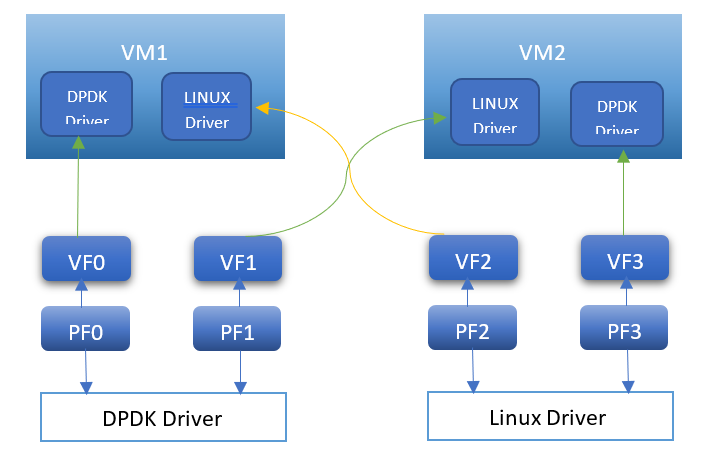 VM1
VM2
DPDK
Driver
LINUX
Driver
LINUX
Driver
DPDK
Driver
VF0
VF1
VF2
VF3
PF0
PF1
PF2
PF3
DPDK Driver
Linux Driver